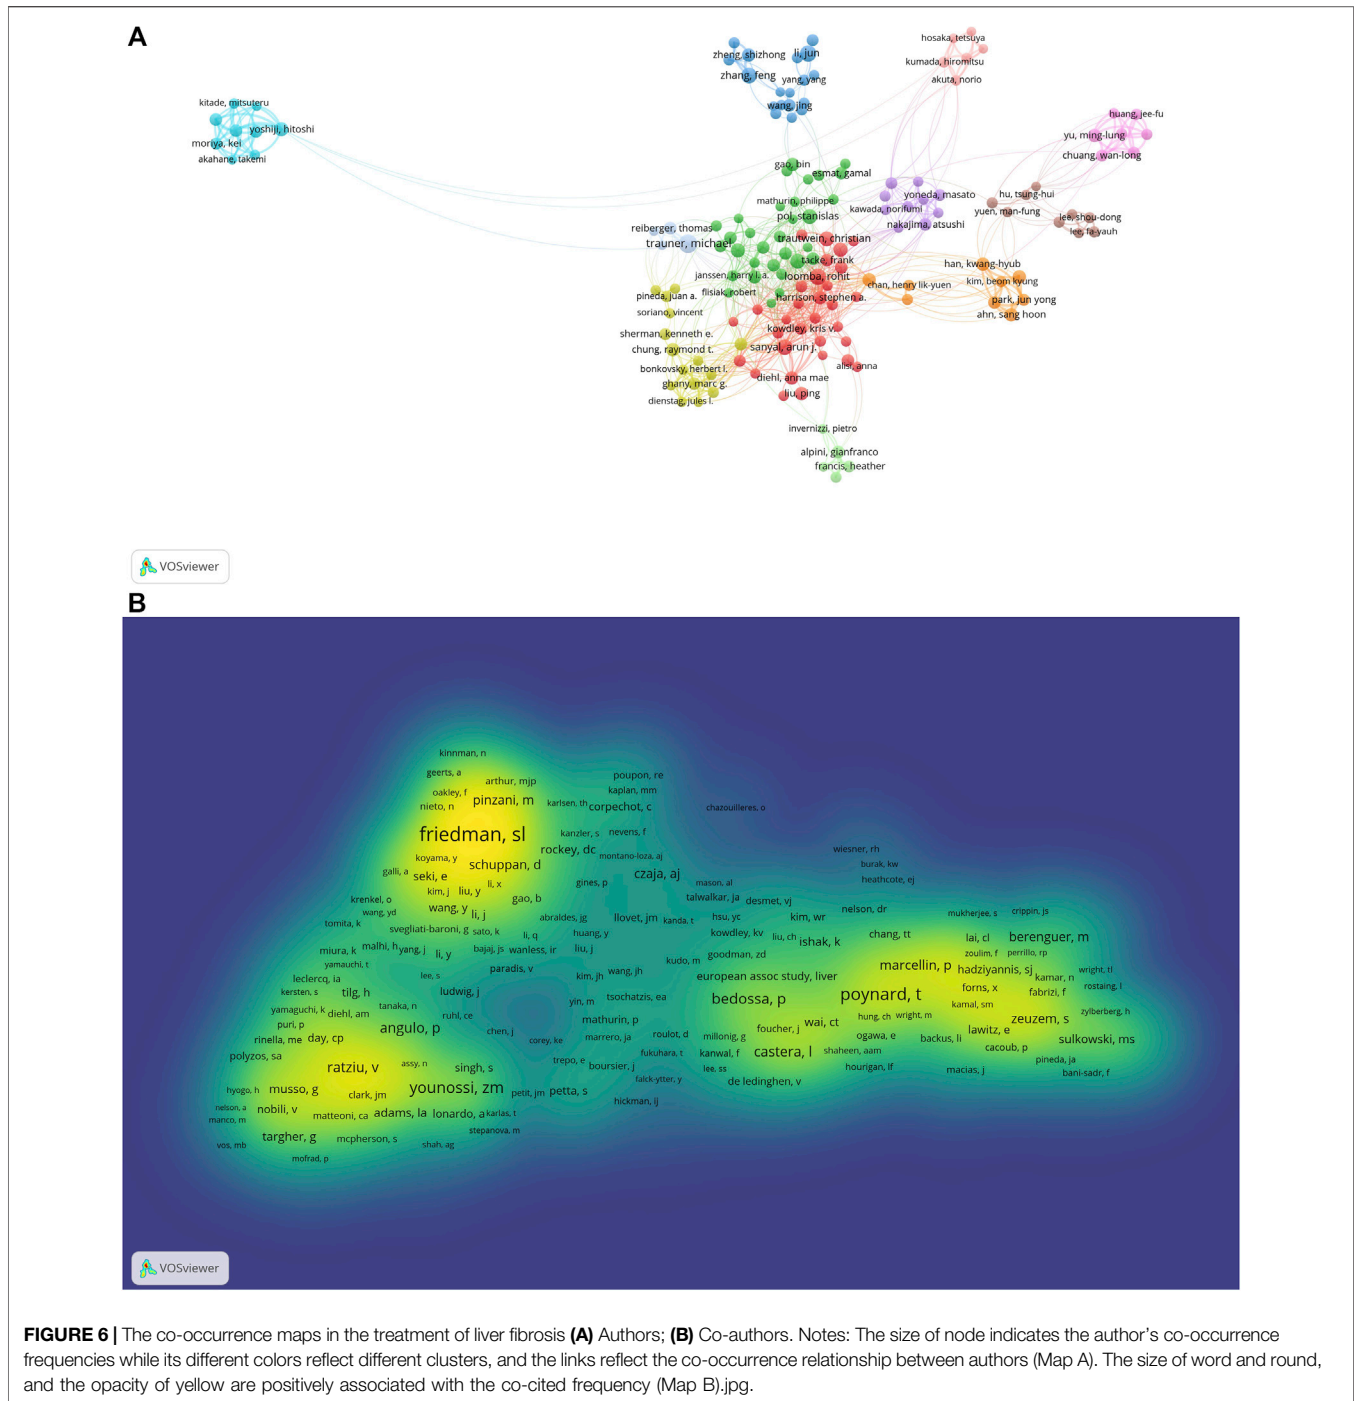 A
hosaka, tetsuya
zheng, shizhong
li, jun
kumada, hiromitsu
zhang, feng
yang, yang
akuta, norio
kitade, mitsuteru
wang, jing
huang, jee-fu
yoshiji, hitoshi
yu, ming-lung
moriya, kei
chuang, wan-long
akahane, takemi
gao, bin
esmat, gamal
yoneda, masato
hu, tsung-hui
mathurin, philippe
kawada, norifumi
yuen, man-fung
pol, stanislas
lee, shou-dong
nakajima, atsushi
reiberger, thomas
lee, fa-yauh
trauner, michael
trautwein, christian
tacke, frank
han, kwang-hyub
janssen, harry l. a.
loomba, rohit
kim, beom kyung
chan, henry lik-yuen
pineda, juan a.
flisiak, robert
harrison, stephen a.
park, jun yong
soriano, vincent
ahn, sang hoon
sherman, kenneth e.
kowdley, kris v.
chung, raymond t.
sanyal, arun j.
bonkovsky, herbert l.
alisi, anna
ghany, marc g.
diehl, anna mae
dienstag, jules l.
liu, ping
invernizzi, pietro
alpini, gianfranco
francis, heather
VOSviewer
B
kinnman, n
geerts, a
arthur, mjp
poupon, re
oakley, f
kaplan, mm
nieto, n
pinzani, m
karlsen, th
corpechot, c
chazouilleres, o
friedman, sl
kanzler, s
nevens, f
rockey, dc
wiesner, rh
koyama, y
schuppan, d
montano-loza, aj
burak, kw
galli, a
seki, e
gines, p
czaja, aj
mason, al
heathcote, ej
kim, j
liu, y
li, x
krenkel, o
gao, b
talwalkar, ja
desmet, vj
wang, yd
wang, y
li, j
abraldes, jg
llovet, jm
kanda, t
hsu, yc
kim, wr
nelson, dr
mukherjee, s
crippin, js
tomita, k
svegliati-baroni, g
sato, k
li, q
huang, y
kowdley, kv
liu, ch
ishak, k
chang, tt
lai, cl
berenguer, m
miura, k
malhi, h
yang, j
li, y
bajaj, js
wanless, ir
liu, j
goodman, zd
zoulim, f
perrillo, rp
yamauchi, t
kudo, m
marcellin, p
hadziyannis, sj
wright, tl
leclercq, ia
lee, s
paradis, v
kim, jh
wang, jh
european assoc study, liver
kamar, n
kersten, s
tilg, h
ludwig, j
yin, m
tsochatzis, ea
bedossa, p
poynard, t
forns, x
fabrizi, f
rostaing, l
yamaguchi, k
diehl, am
tanaka, n
ruhl, ce
kamal, sm
zylberberg, h
puri, p
angulo, p
chen, j
mathurin, p
foucher, j
wai, ct
hung, ch
wright, m
zeuzem, s
rinella, me
day, cp
corey, ke
marrero, ja
roulot, d
millonig, g
ogawa, e
backus, li
lawitz, e
sulkowski, ms
polyzos, sa
ratziu, v
assy, n
singh, s
trepo, e
boursier, j
fukuhara, t
kanwal, f
castera, l
shaheen, aam
cacoub, p
pineda, ja
hyogo, h
musso, g
clark, jm
younossi, zm
petit, jm
petta, s
falck-ytter, y
lee, ss
de ledinghen, v
hourigan, lf
macias, j
bani-sadr, f
nelson, a
nobili, v
matteoni, ca
adams, la
lonardo, a
karlas, t
hickman, ij
manco, m
stepanova, m
vos, mb
targher, g
mcpherson, s
shah, ag
mofrad, p
VOSviewer
FIGURE 6 | The co-occurrence maps in the treatment of liver fibrosis (A) Authors; (B) Co-authors. Notes: The size of node indicates the author's co-occurrence
frequencies while its different colors reflect different clusters, and the links reflect the co-occurrence relationship between authors (Map A). The size of word and round,
and the opacity of yellow are positively associated with the co-cited frequency (Map B).jpg.